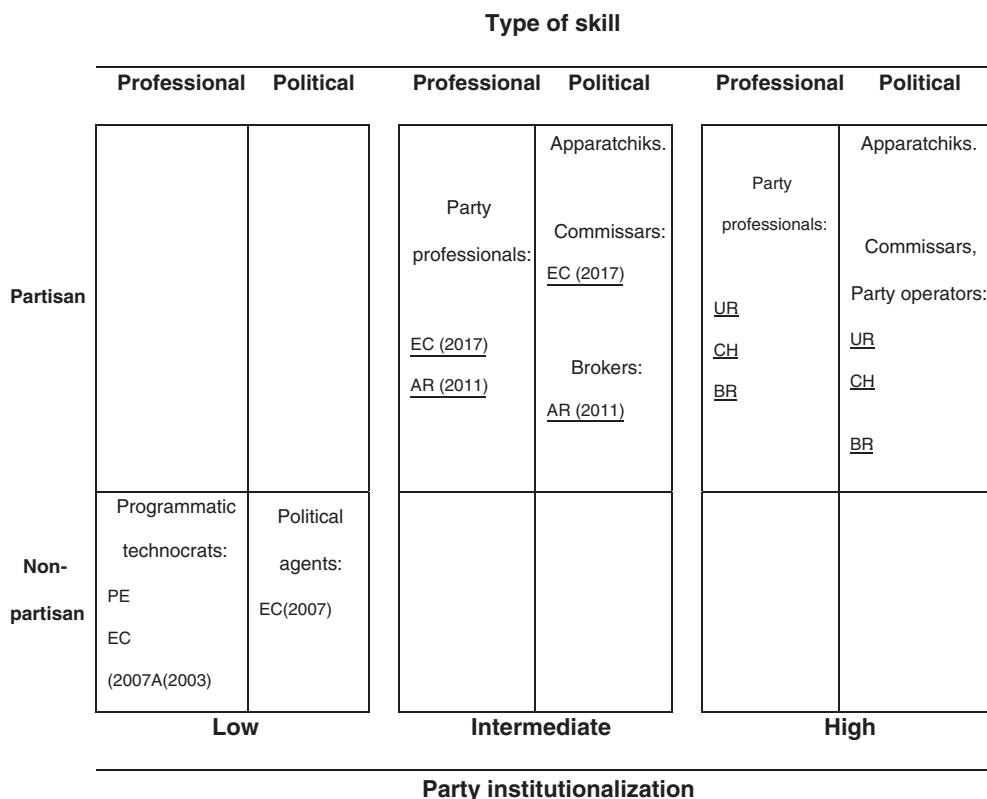 Type of skill
Professional Political Professional Political Professional Political
Partisan
Party
professionals:
EC (2017)
AR (2011)
Apparatchiks.
Commissars:
EC (2017)
Brokers:
AR (2011)
Party
professionals:
UR
CH
BR
Apparatchiks.
Commissars,
Party operators:
UR
CH
BR
Non-
partisan
Programmatic
technocrats:
PE
EC
(2007A(2003)
Political
agents:
EC(2007)
Low Intermediate High
Party institutionalization